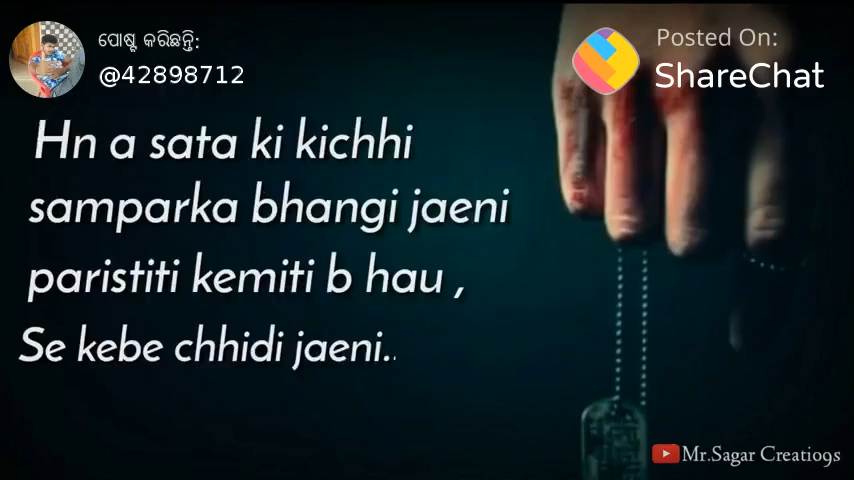 ପୋଷ୍ଟ କରିଛନ୍ତି:
@42898712
Posted On:
ShareChat
Hn a sata ki kichhi
samparka bhangi jaeni
paristiti kemiti b hau ,
Se kebe chhidi jaeni..
Mr.Sagar Creatio9s